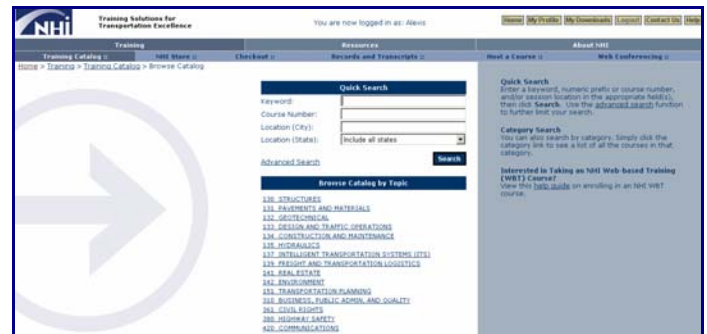 NHI
Training Solutions for
Transportation Excellence
You are now logged in as: Alexis
Home My Profile My Downloads Logout Contact Us Help
Training Resources About NHI
Training Catalog :: NHI Store :: Checkout :: Records and Transcripts :: Host a Course :: Web Conferencing ::
Home > Training > Training Catalog > Browse Catalog
Quick Search
Keyword:
Course Number:
Location (City):
Location (State): Include all states
Advanced Search Search
Browse Catalog by Topic
130 STRUCTURES
131 PAVEMENTS AND MATERIALS
132 GEOTECHNICAL
133 DESIGN AND TRAFFIC OPERATIONS
134 CONSTRUCTION AND MAINTENANCE
135 HYDRAULICS
137 INTELLIGENT TRANSPORTATION SYSTEMS (ITS)
139 FREIGHT AND TRANSPORTATION LOGISTICS
141 REAL ESTATE
142 ENVIRONMENT
151 TRANSPORTATION PLANNING
310 BUSINESS, PUBLIC ADMIN, AND QUALITY
361 CIVIL RIGHTS
380 HIGHWAY SAFETY
420 COMMUNICATIONS
Quick Search
Enter a keyword, numeric prefix or course number,
and/or session location in the appropriate field(s),
then click Search. Use the advanced search function
to further limit your search.
Category Search
You can also search by category. Simply click the
category link to see a list of all the courses in that
category.
Interested in Taking an NHI Web-based Training
(WBT) Course?
View this help guide on enrolling in an NHI WBT
course.